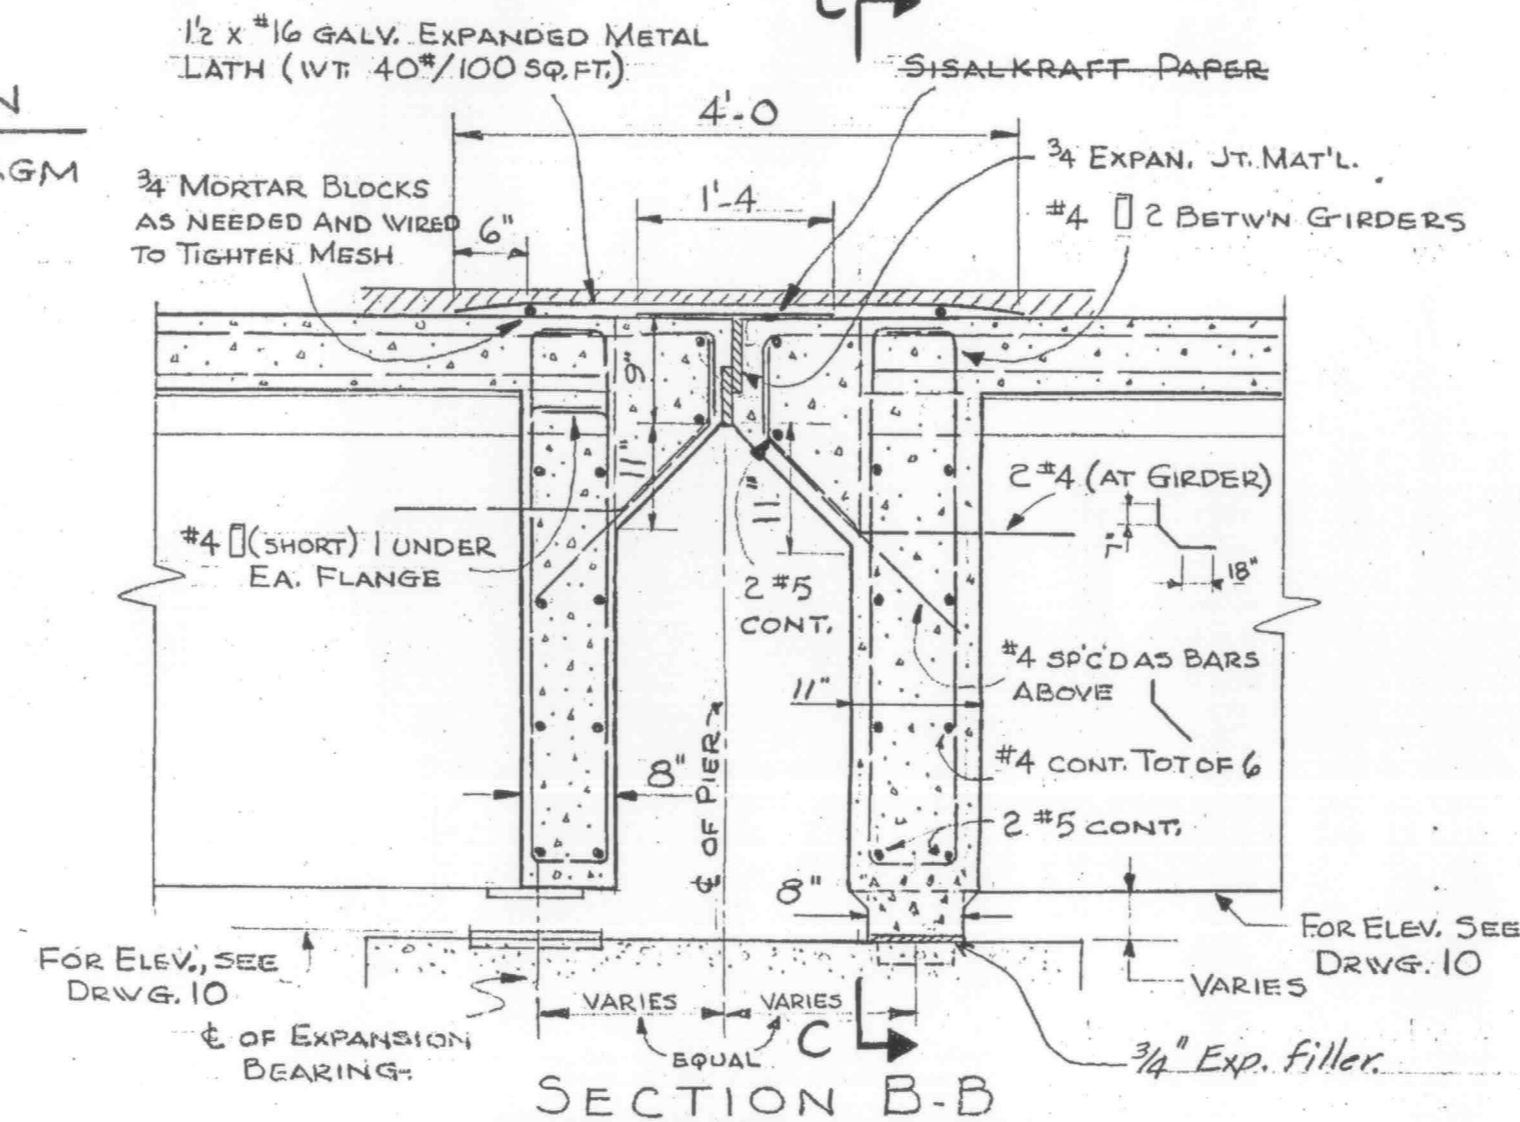 C
N
GM
1½ x #16 GALV. EXPANDED METAL
LATH (WT. 40#/100 SQ.FT.)
SISALKRAFT PAPER
4'-0
¾ EXPAN. JT. MAT'L.
¾ MORTAR BLOCKS
AS NEEDED AND WIRED
TO TIGHTEN MESH
6"
1'-4
#4 ▯ 2 BETW'N GIRDERS
9"
11"
11"
2 #4 (AT GIRDER)
7"
18"
#4 ▯ (SHORT) 1 UNDER
EA. FLANGE
2 #5
CONT.
#4 SP'C'D AS BARS
ABOVE
11"
8"
℄ OF PIER
#4 CONT. TOT OF 6
2 #5 CONT.
8"
FOR ELEV. SEE
DRWG. 10
FOR ELEV., SEE
DRWG. 10
VARIES
VARIES
VARIES
℄ OF EXPANSION
BEARING
EQUAL
C
¾" Exp. filler.
SECTION B-B